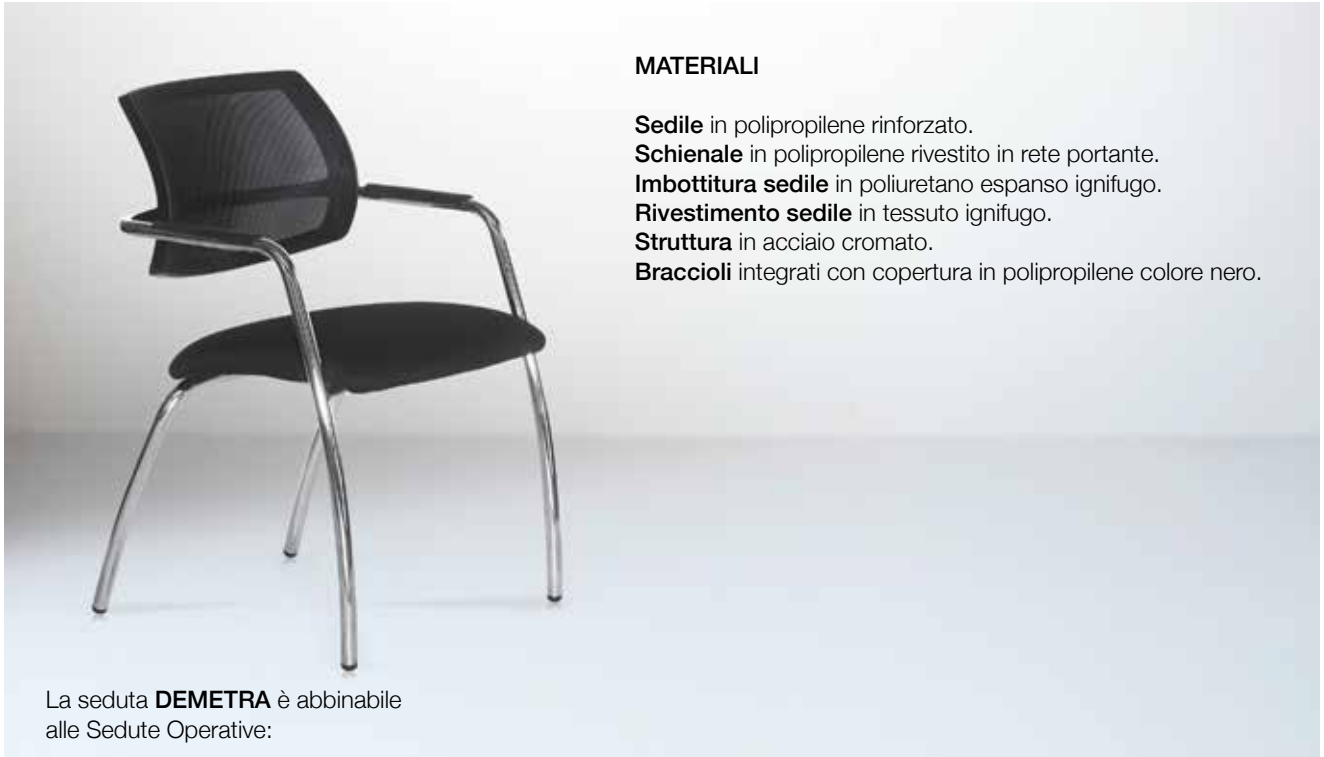 MATERIALI
Sedile in polipropilene rinforzato.
Schienale in polipropilene rivestito in rete portante.
Imbottitura sedile in poliuretano espanso ignifugo.
Rivestimento sedile in tessuto ignifugo.
Struttura in acciaio cromato.
Braccioli integrati con copertura in polipropilene colore nero.
La seduta DEMETRA è abbinabile
alle Sedute Operative: